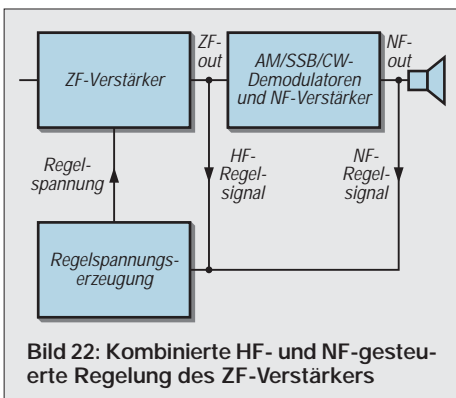 ZF-Verstärker
ZF-
out
AM/SSB/CW-
Demodulatoren
und NF-Verstärker
NF-
out
Regel-
spannung
HF-
Regel-
signal
NF-
Regel-
signal
Regelspannungs-
erzeugung
Bild 22: Kombinierte HF- und NF-gesteu-
erte Regelung des ZF-Verstärkers